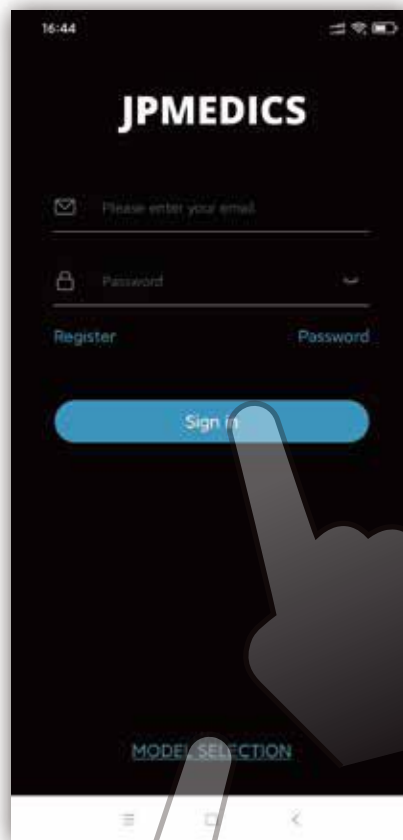 16:44
JPMEDICS
Please enter your email
Password
Register Password
Sign in
MODEL SELECTION